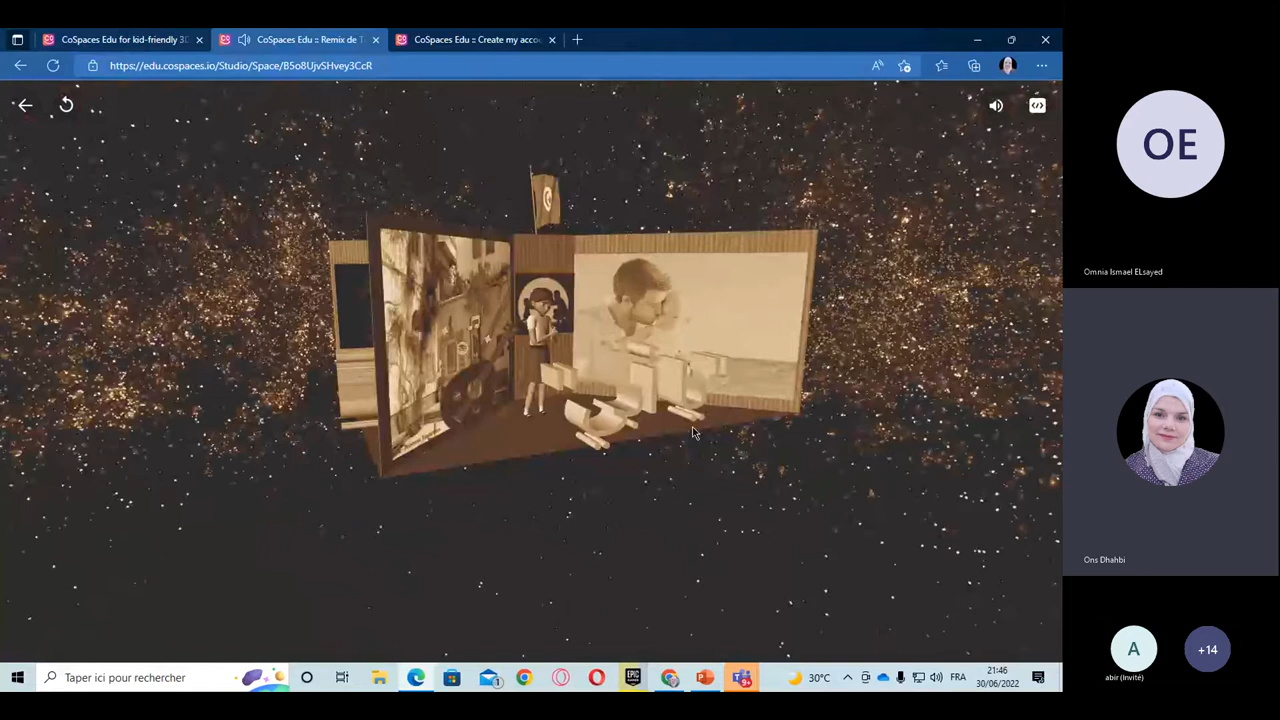 CoSpaces Edu for kid-friendly 3D
CoSpaces Edu :: Remix de T
CoSpaces Edu :: Create my acco
https://edu.cospaces.io/Studio/Space/B5o8UjvSHvey3CcR
OE
Omnia Ismael ELsayed
Ons Dhahbi
A
+14
abir (Invité)
Taper ici pour rechercher
EPIC
30°C
FRA
21:46
30/06/2022